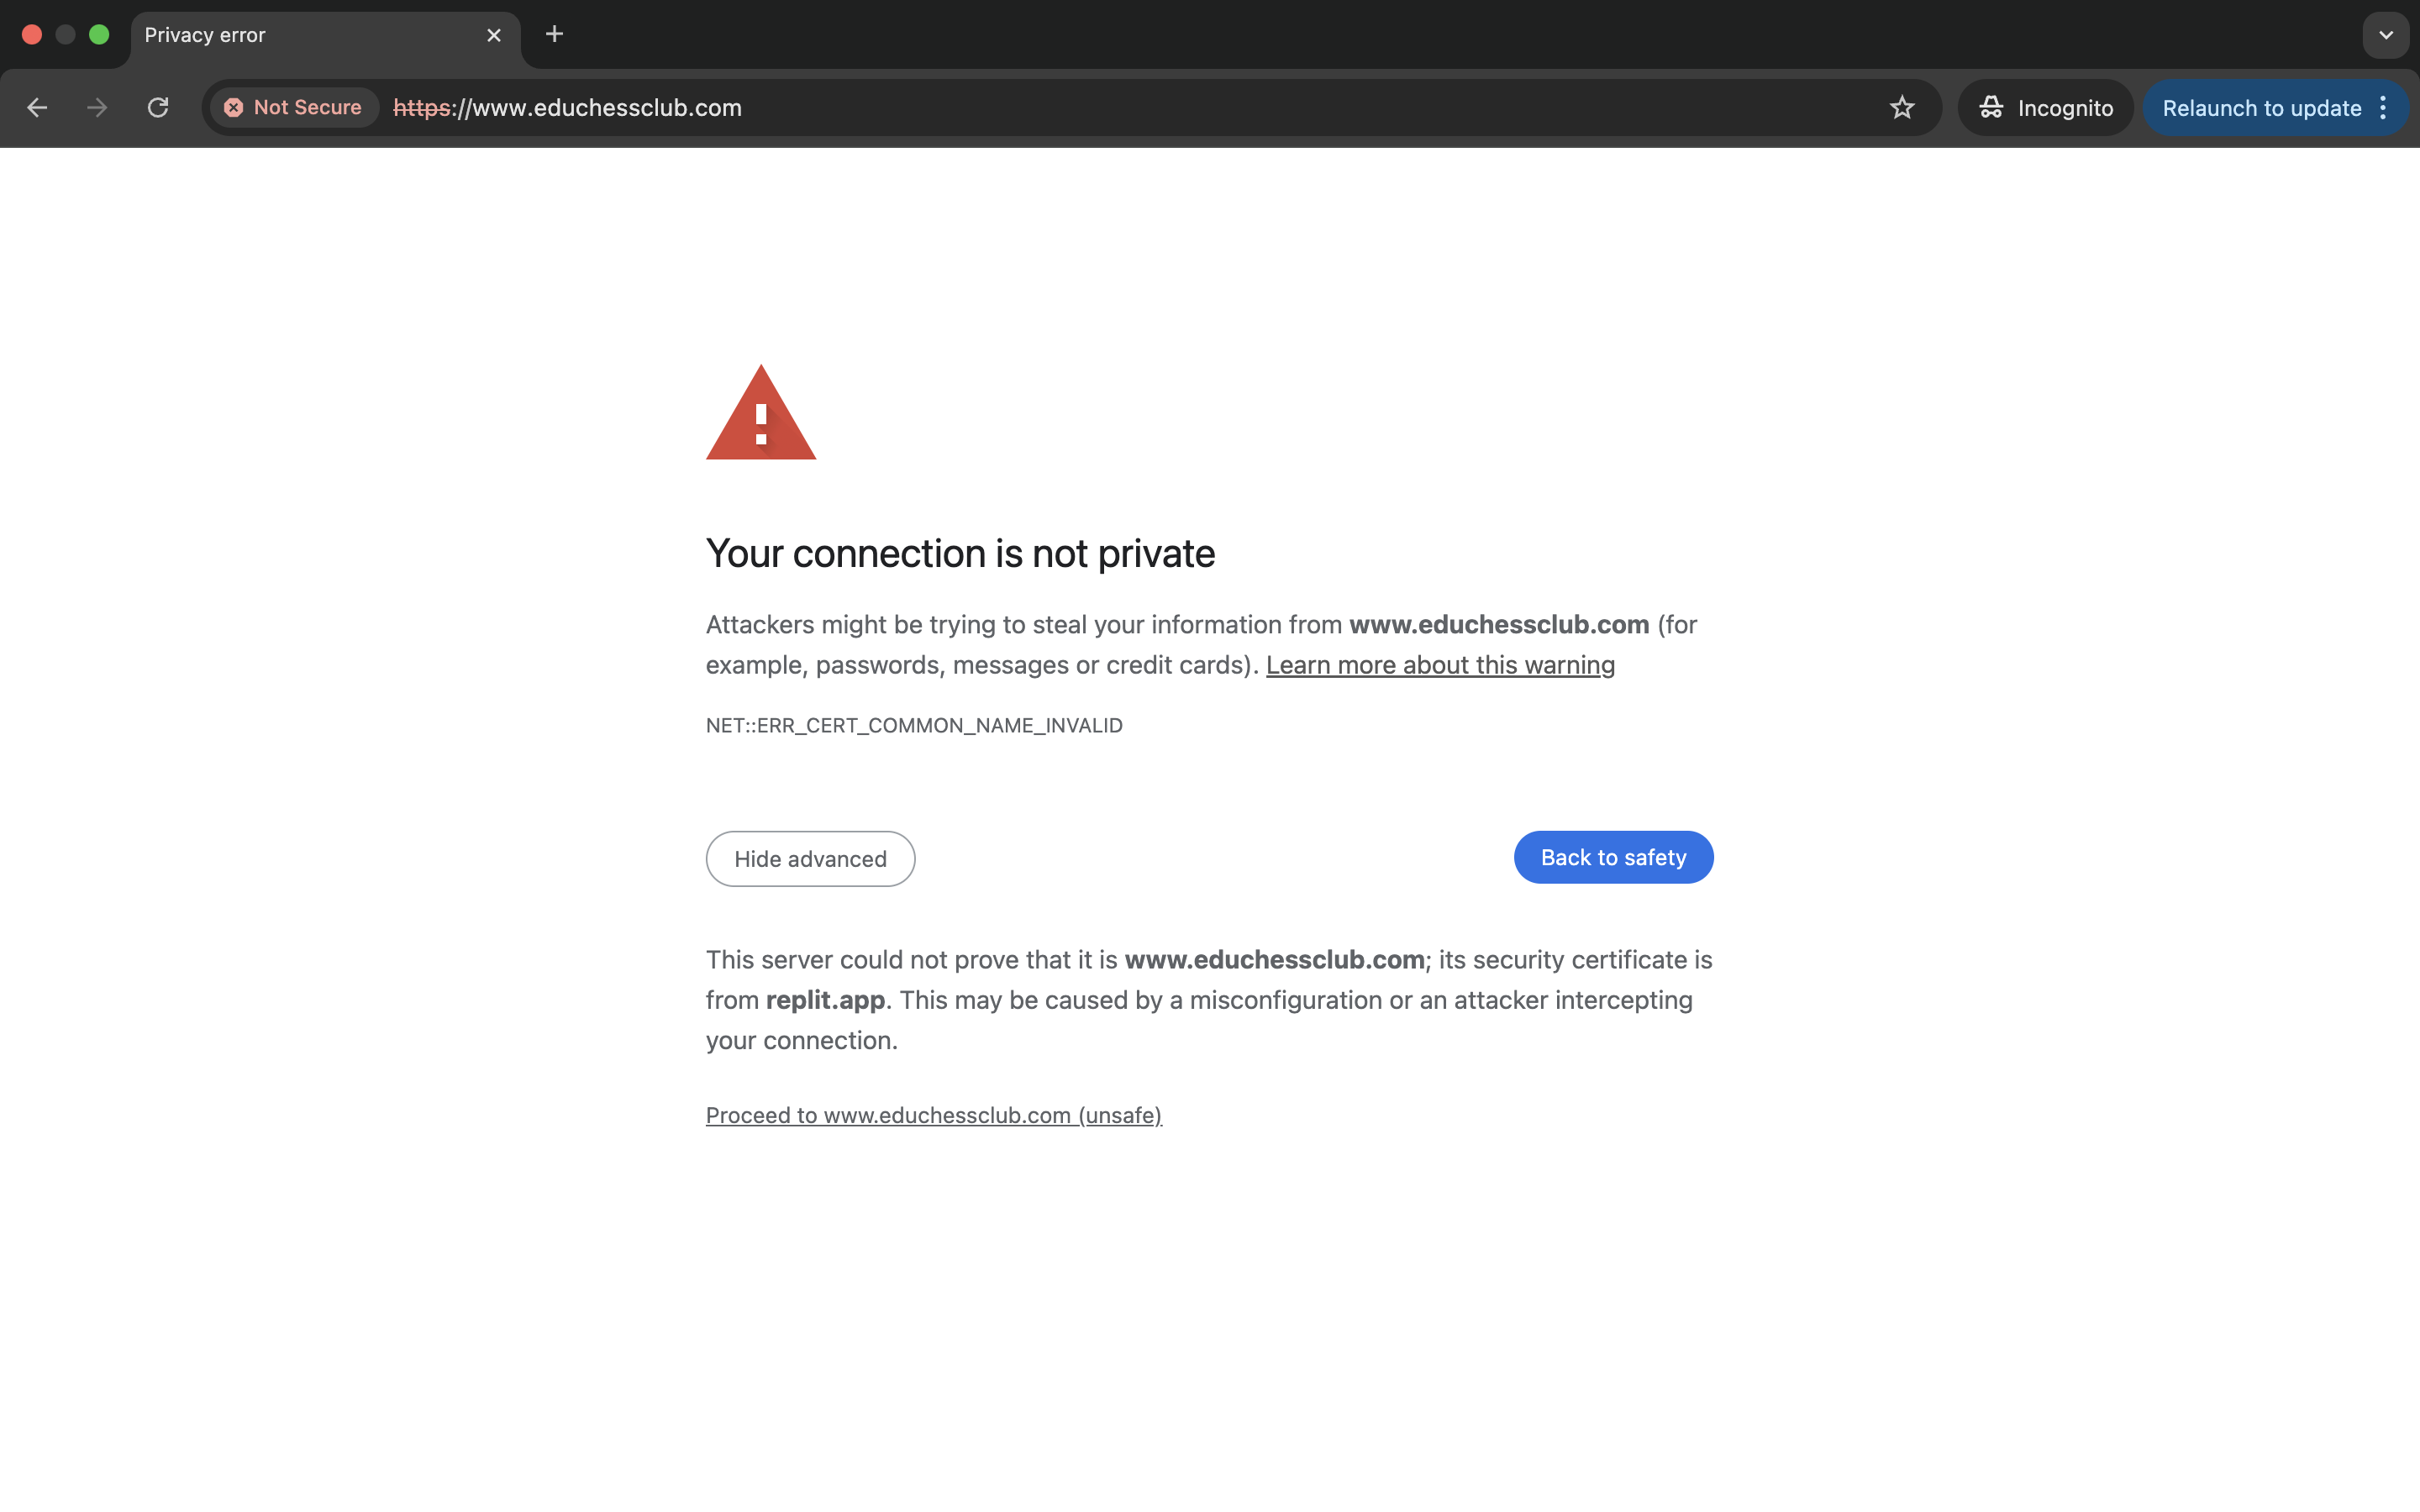 Privacy error
Not Secure https://www.educhessclub.com Incognito Relaunch to update
Your connection is not private
Attackers might be trying to steal your information from www.educhessclub.com (for
example, passwords, messages or credit cards). Learn more about this warning
NET::ERR_CERT_COMMON_NAME_INVALID
Hide advanced Back to safety
This server could not prove that it is www.educhessclub.com; its security certificate is
from replit.app. This may be caused by a misconfiguration or an attacker intercepting
your connection.
Proceed to www.educhessclub.com (unsafe)